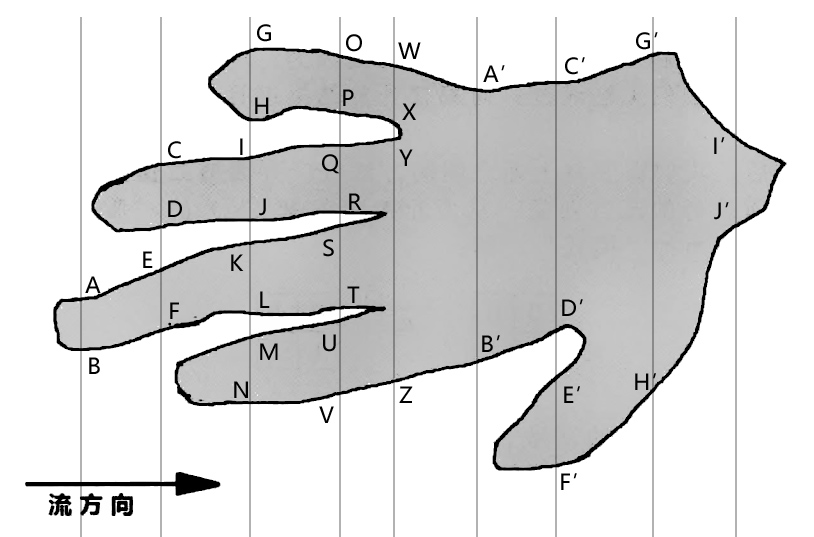 G O W A′ C′ G′
H P X
C I Q Y I′
D J R J′
E K S
A F L T D′
B M U B′
N V Z E′ H′
F′
流方向